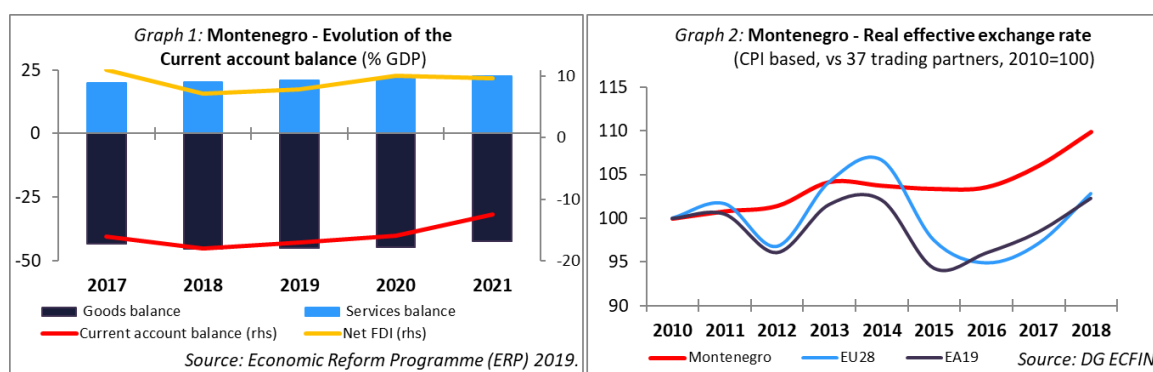 Graph 1: Montenegro - Evolution of the
Current account balance (% GDP)
25
0
-25
-50
10
0
-10
-20
2017 2018 2019 2020 2021
Goods balance Services balance
Current account balance (rhs) Net FDI (rhs)
Source: Economic Reform Programme (ERP) 2019.
Graph 2: Montenegro - Real effective exchange rate
(CPI based, vs 37 trading partners, 2010=100)
115
110
105
100
95
90
2010 2011 2012 2013 2014 2015 2016 2017 2018
Montenegro EU28 EA19 Source: DG ECFIN